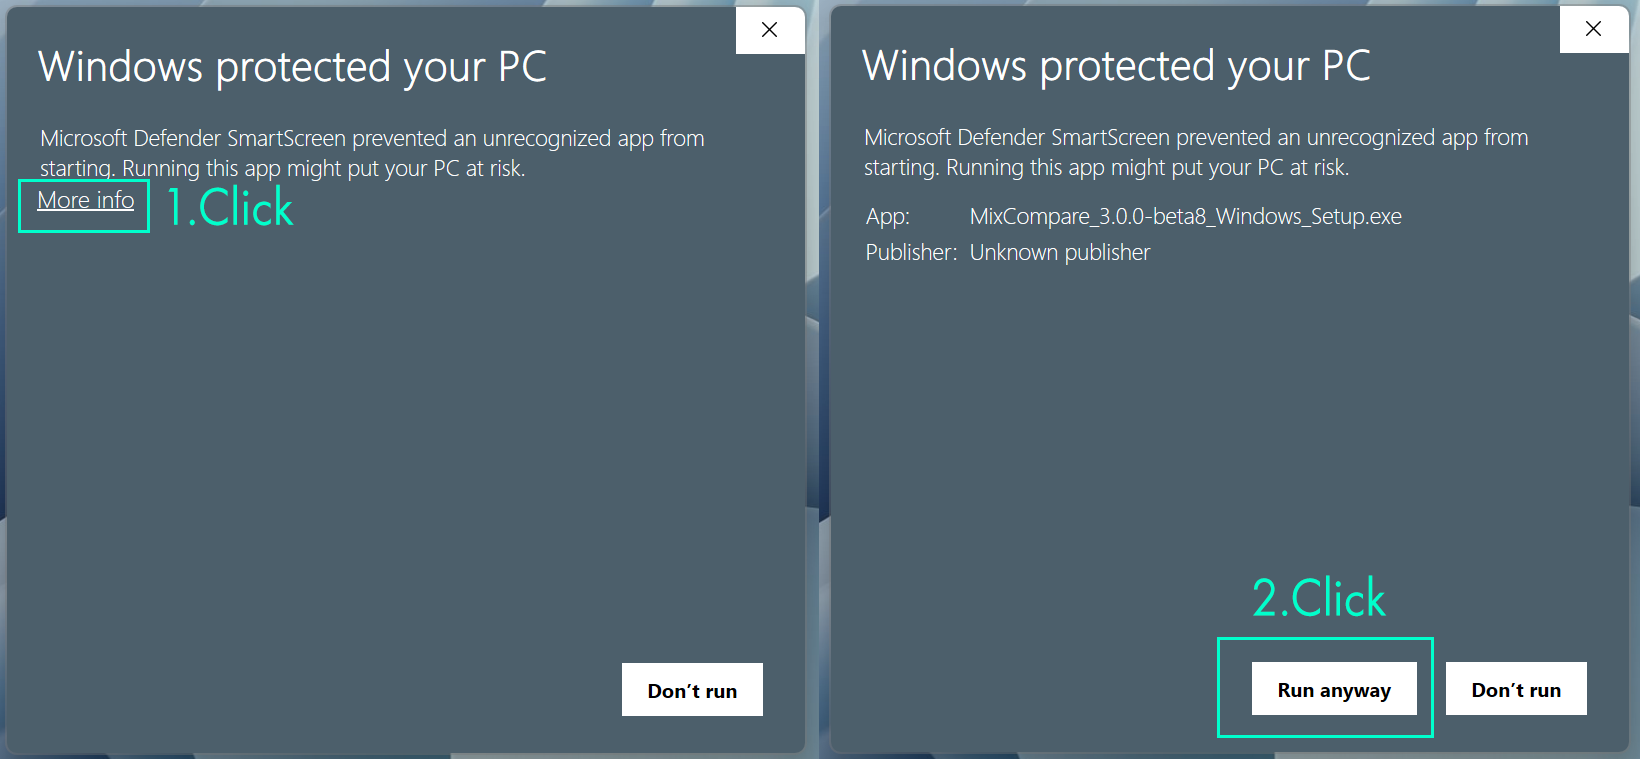 Windows protected your PC
Microsoft Defender SmartScreen prevented an unrecognized app from
starting. Running this app might put your PC at risk.
More info
1.Click
Don’t run
Windows protected your PC
Microsoft Defender SmartScreen prevented an unrecognized app from
starting. Running this app might put your PC at risk.
App: MixCompare_3.0.0-beta8_Windows_Setup.exe
Publisher: Unknown publisher
2.Click
Run anyway
Don’t run